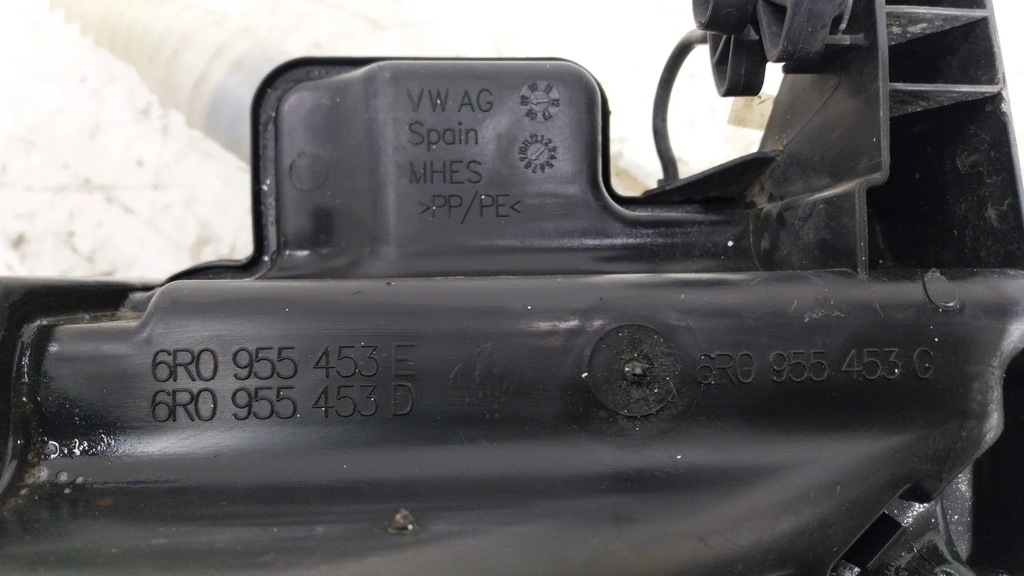 VW AG
Spain
MHES
>PP/PE<
6R0 955 453 E
6R0 955 453 D
6R0 955 453 G